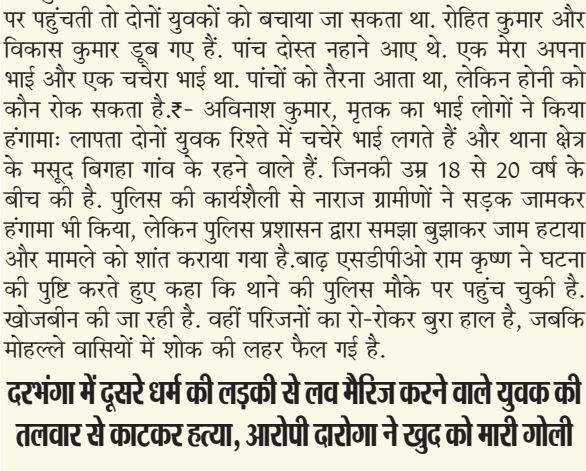 पर पहुंचती तो दोनों युवकों को बचाया जा सकता था. रोहित कुमार और
विकास कुमार डूब गए हैं. पांच दोस्त नहाने आए थे. एक मेरा अपना
भाई और एक चचेरा भाई था. पांचों को तैरना आता था, लेकिन होनी को
कौन रोक सकता है.₹- अविनाश कुमार, मृतक का भाई लोगों ने किया
हंगामाः लापता दोनों युवक रिश्ते में चचेरे भाई लगते हैं और थाना क्षेत्र
के मसूद बिगहा गांव के रहने वाले हैं. जिनकी उम्र 18 से 20 वर्ष के
बीच की है. पुलिस की कार्यशैली से नाराज ग्रामीणों ने सड़क जामकर
हंगामा भी किया, लेकिन पुलिस प्रशासन द्वारा समझा बुझाकर जाम हटाया
और मामले को शांत कराया गया है.बाढ़ एसडीपीओ राम कृष्ण ने घटना
की पुष्टि करते हुए कहा कि थाने की पुलिस मौके पर पहुंच चुकी है.
खोजबीन की जा रही है. वहीं परिजनों का रो-रोकर बुरा हाल है, जबकि
मोहल्ले वासियों में शोक की लहर फैल गई है.
दरभंगा में दूसरे धर्म की लड़की से लव मैरिज करने वाले युवक की
तलवार से काटकर हत्या, आरोपी दारोगा ने खुद को मारी गोली